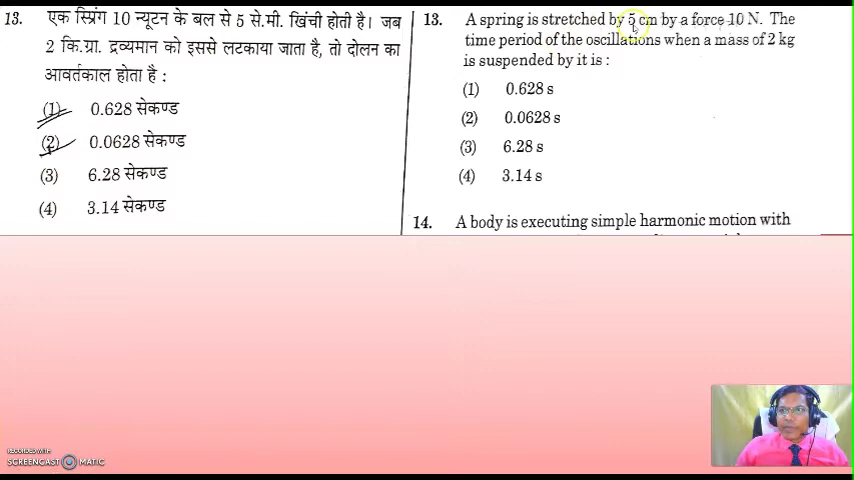 13. एक स्प्रिंग 10 न्यूटन के बल से 5 से.मी. खिंची होती है। जब
2 कि.ग्रा. द्रव्यमान को इससे लटकाया जाता है, तो दोलन का
आवर्तकाल होता है :
(1) 0.628 सेकण्ड
(2) 0.0628 सेकण्ड
(3) 6.28 सेकण्ड
(4) 3.14 सेकण्ड
13. A spring is stretched by 5 cm by a force 10 N. The
time period of the oscillations when a mass of 2 kg
is suspended by it is :
(1) 0.628 s
(2) 0.0628 s
(3) 6.28 s
(4) 3.14 s
14. A body is executing simple harmonic motion with
RECORDED WITH
SCREENCAST MATIC